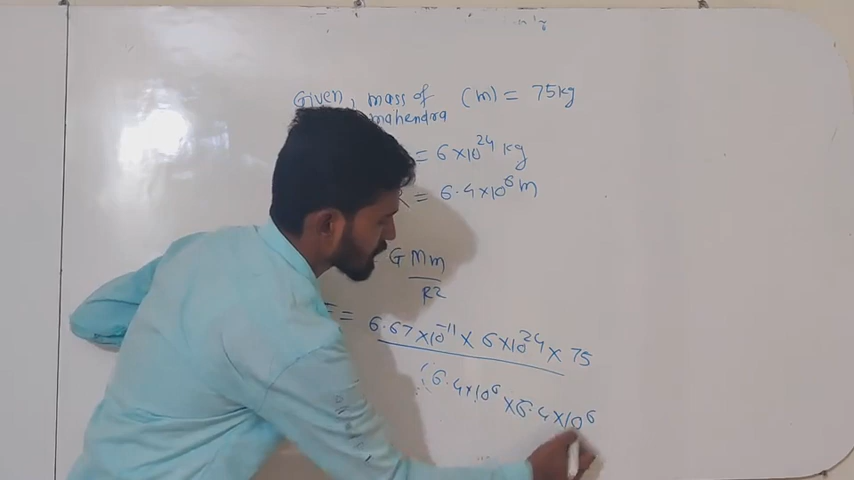 Given, mass of (m) = 75kg
mahendra
= 6×10²⁴ kg
R = 6.4×10⁶ m
G Mm
R2
F = 6.67×10⁻¹¹ × 6×10²⁴ × 75
(6.4×10⁶ ×6.4×10⁶